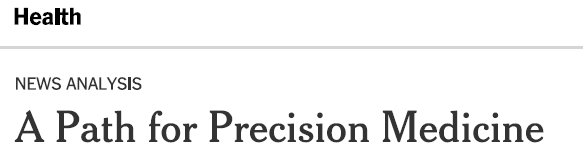 Health
NEWS ANALYSIS
A Path for Precision Medicine